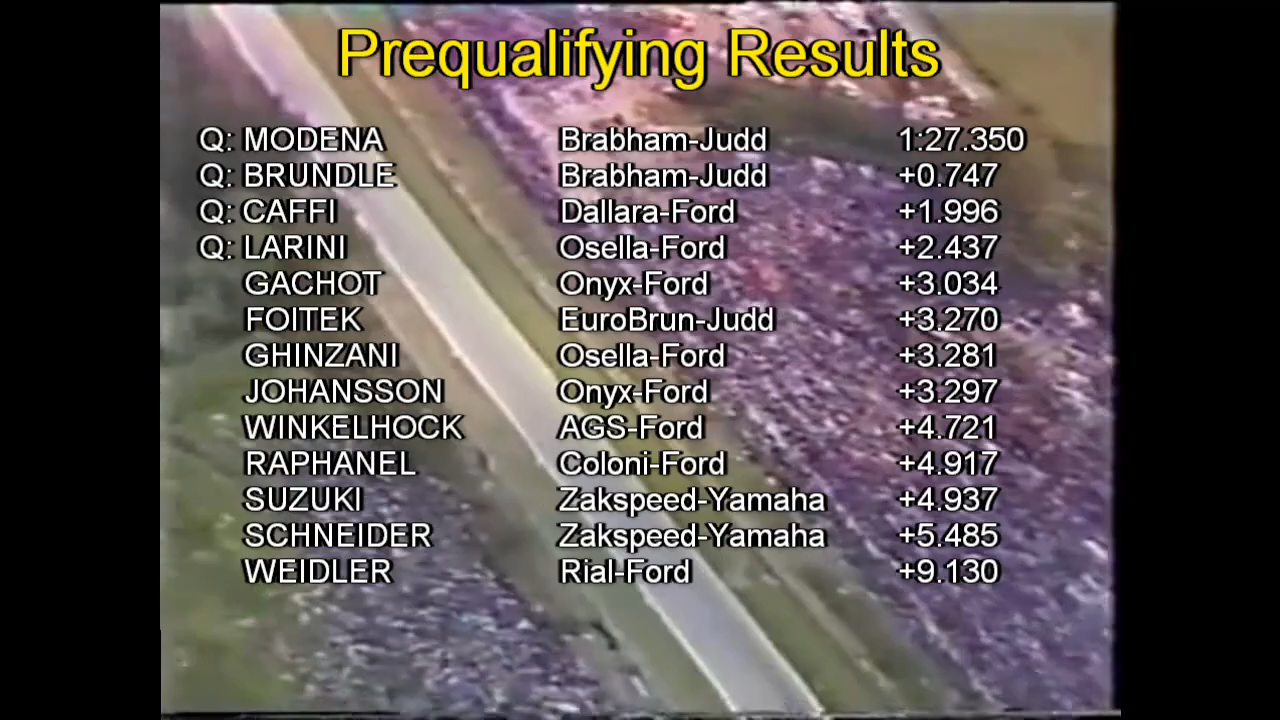 Prequalifying Results
Q: MODENA Brabham-Judd 1:27.350
Q: BRUNDLE Brabham-Judd +0.747
Q: CAFFI Dallara-Ford +1.996
Q: LARINI Osella-Ford +2.437
GACHOT Onyx-Ford +3.034
FOITEK EuroBrun-Judd +3.270
GHINZANI Osella-Ford +3.281
JOHANSSON Onyx-Ford +3.297
WINKELHOCK AGS-Ford +4.721
RAPHANEL Coloni-Ford +4.917
SUZUKI Zakspeed-Yamaha +4.937
SCHNEIDER Zakspeed-Yamaha +5.485
WEIDLER Rial-Ford +9.130